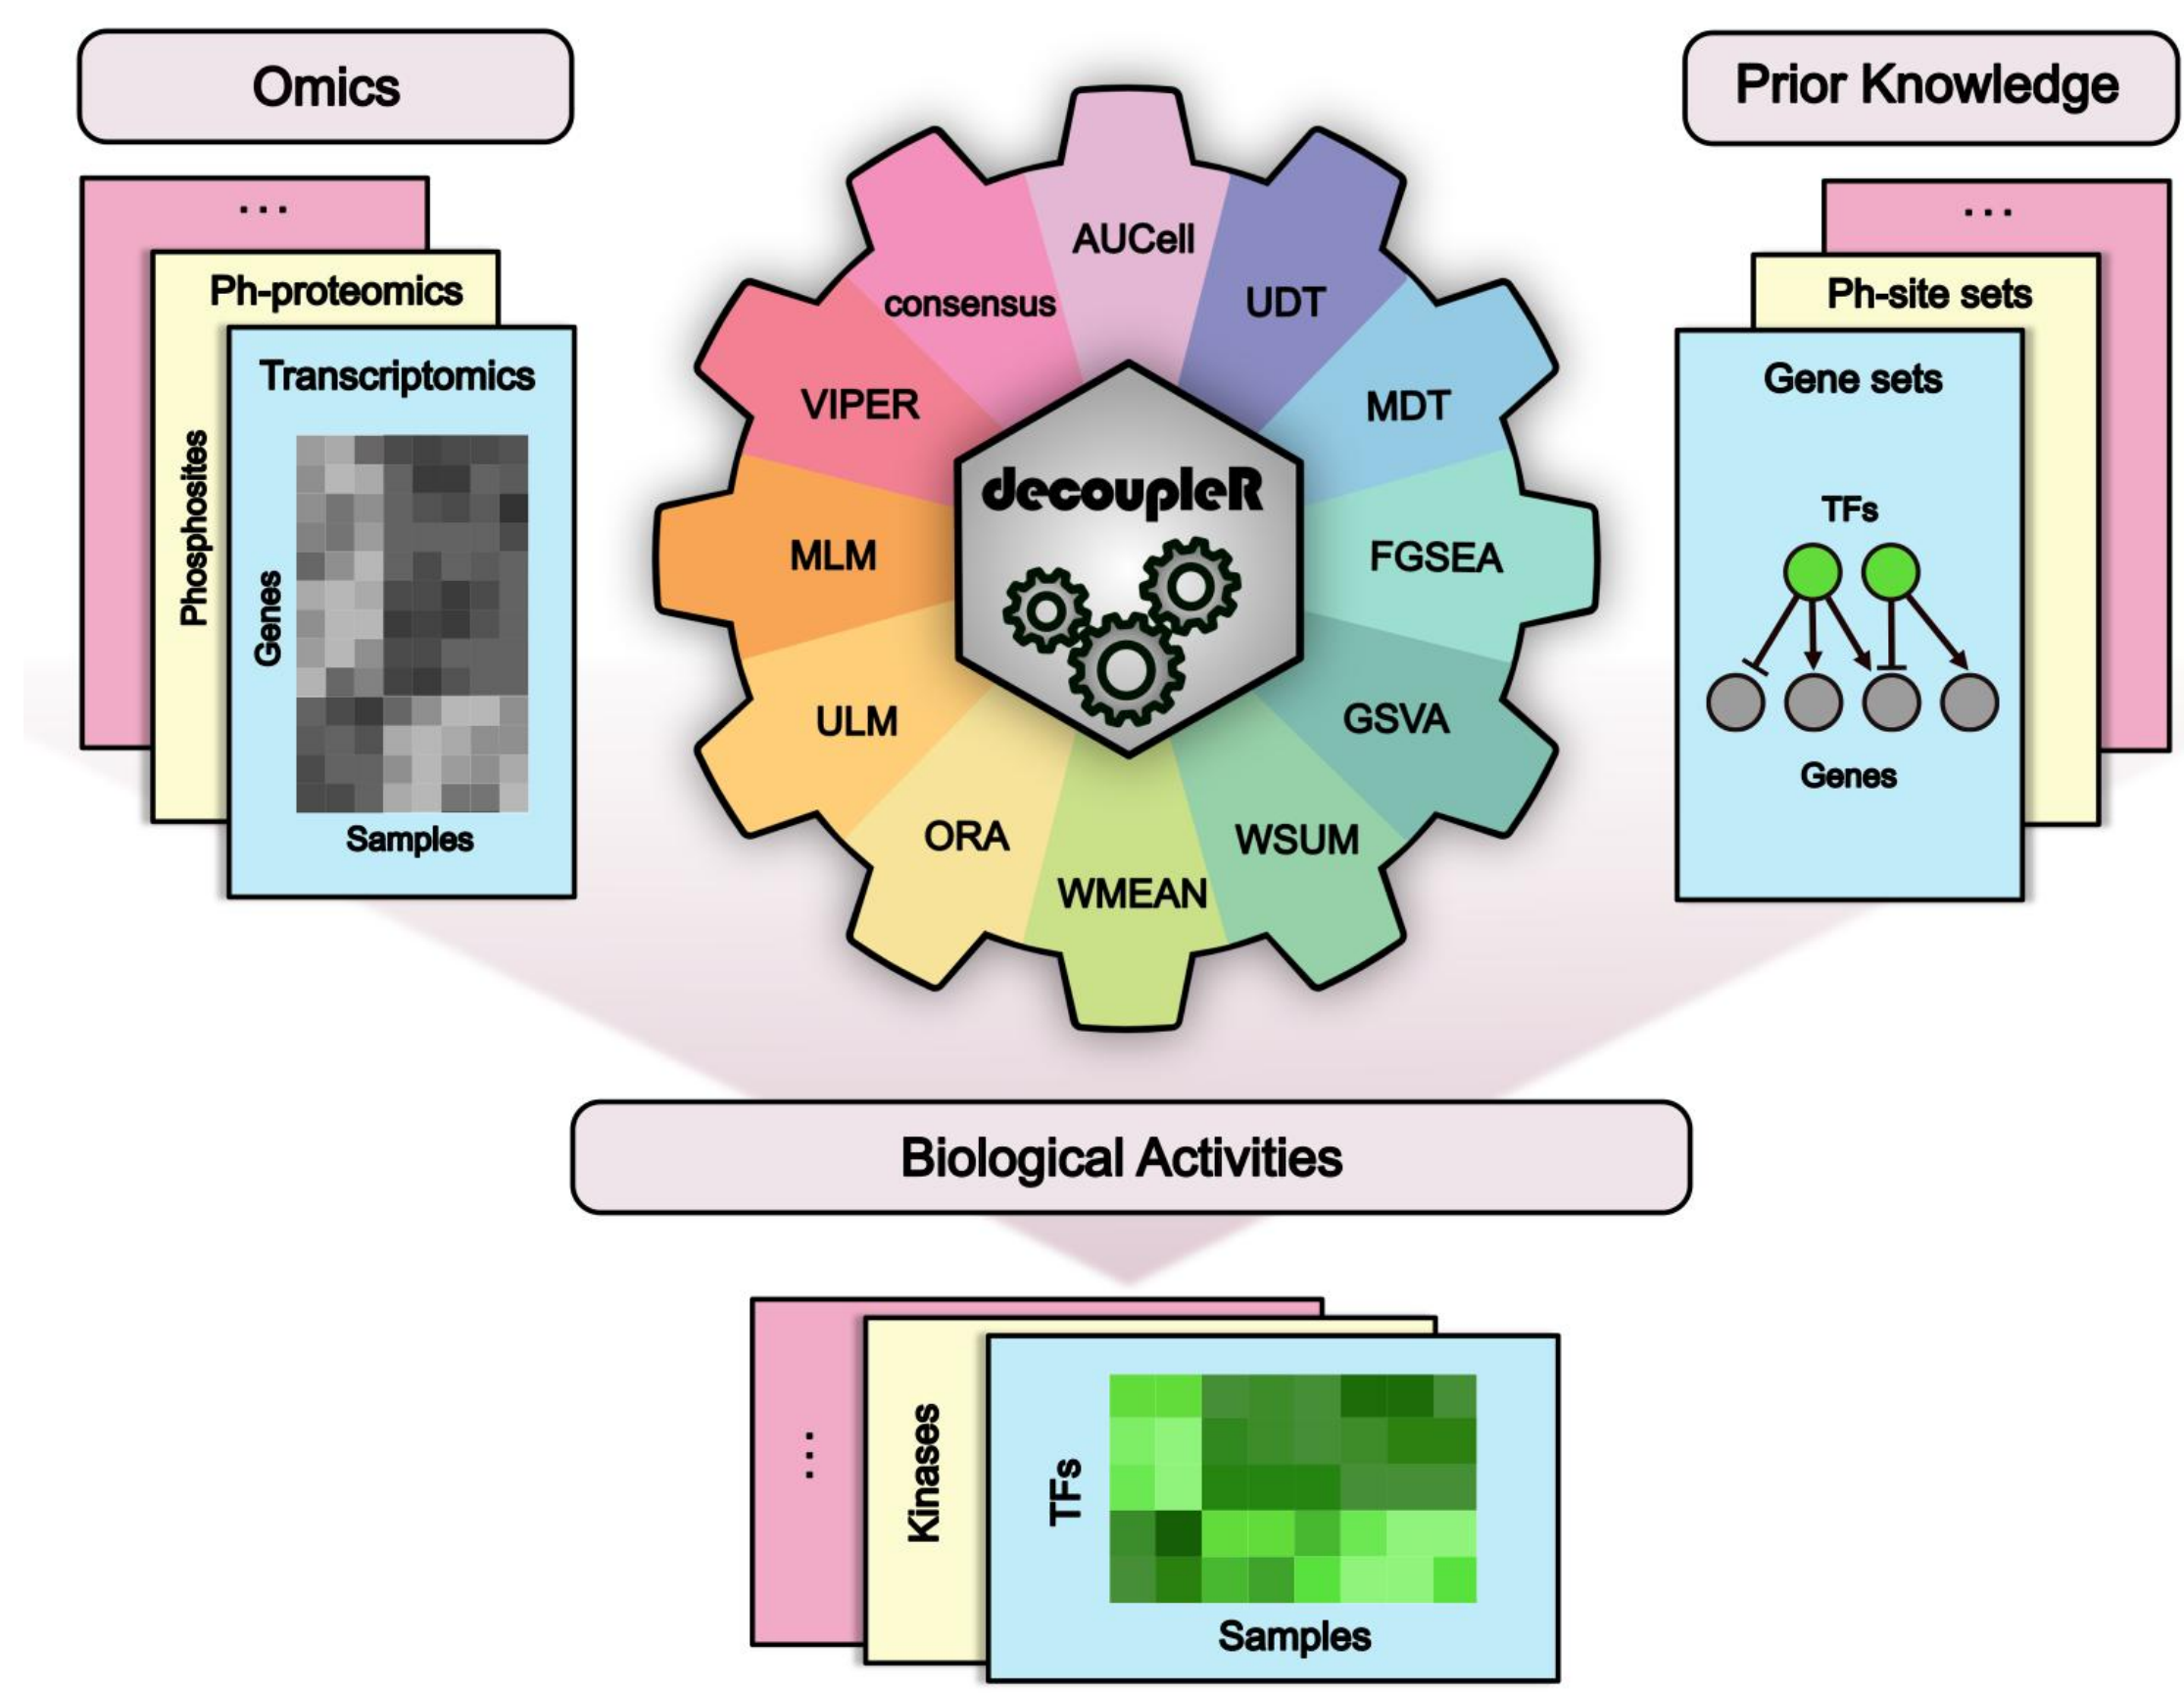 Omics
...
Ph-proteomics
Phosphosites
Transcriptomics
Genes
Samples
AUCell
UDT
MDT
FGSEA
GSVA
WSUM
WMEAN
ORA
ULM
MLM
VIPER
consensus
decoupleR
Prior Knowledge
...
Ph-site sets
Gene sets
TFs
Genes
Biological Activities
...
Kinases
TFs
Samples